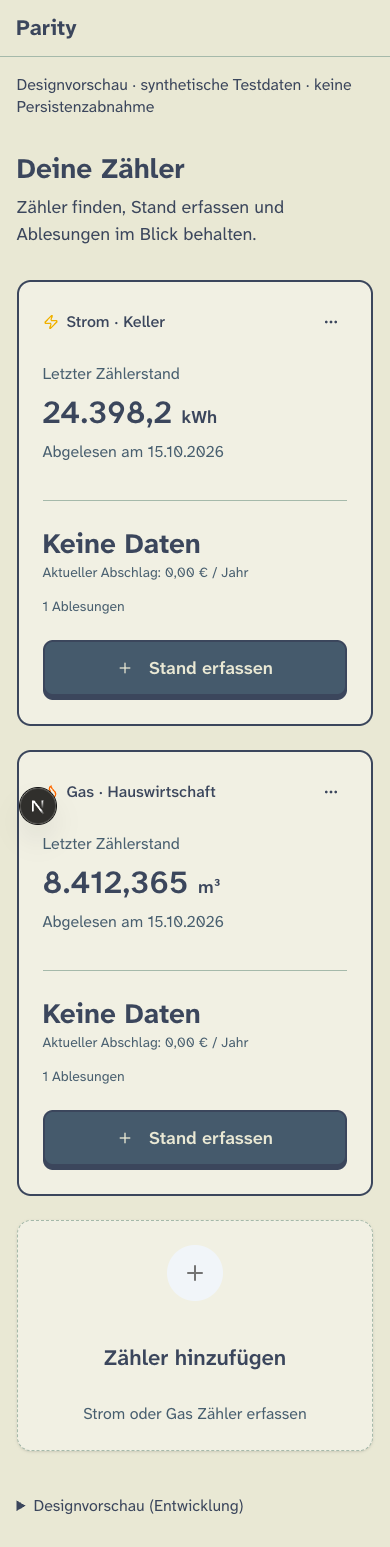 Parity
Designvorschau · synthetische Testdaten · keine
Persistenzabnahme
Deine Zähler
Zähler finden, Stand erfassen und
Ablesungen im Blick behalten.
Strom · Keller
Letzter Zählerstand
24.398,2 kWh
Abgelesen am 15.10.2026
Keine Daten
Aktueller Abschlag: 0,00 € / Jahr
1 Ablesungen
+ Stand erfassen
N
Gas · Hauswirtschaft
Letzter Zählerstand
8.412,365 m³
Abgelesen am 15.10.2026
Keine Daten
Aktueller Abschlag: 0,00 € / Jahr
1 Ablesungen
+ Stand erfassen
Zähler hinzufügen
Strom oder Gas Zähler erfassen
Designvorschau (Entwicklung)